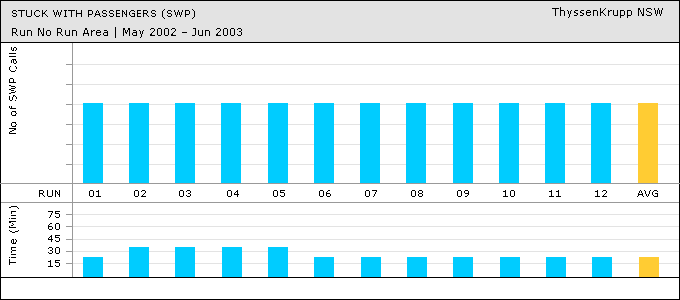 STUCK WITH PASSENGERS (SWP)
ThyssenKrupp NSW
Run No Run Area | May 2002 – Jun 2003
No of SWP Calls
RUN 01 02 03 04 05 06 07 08 09 10 11 12 AVG
Time (Min)
75
60
45
30
15